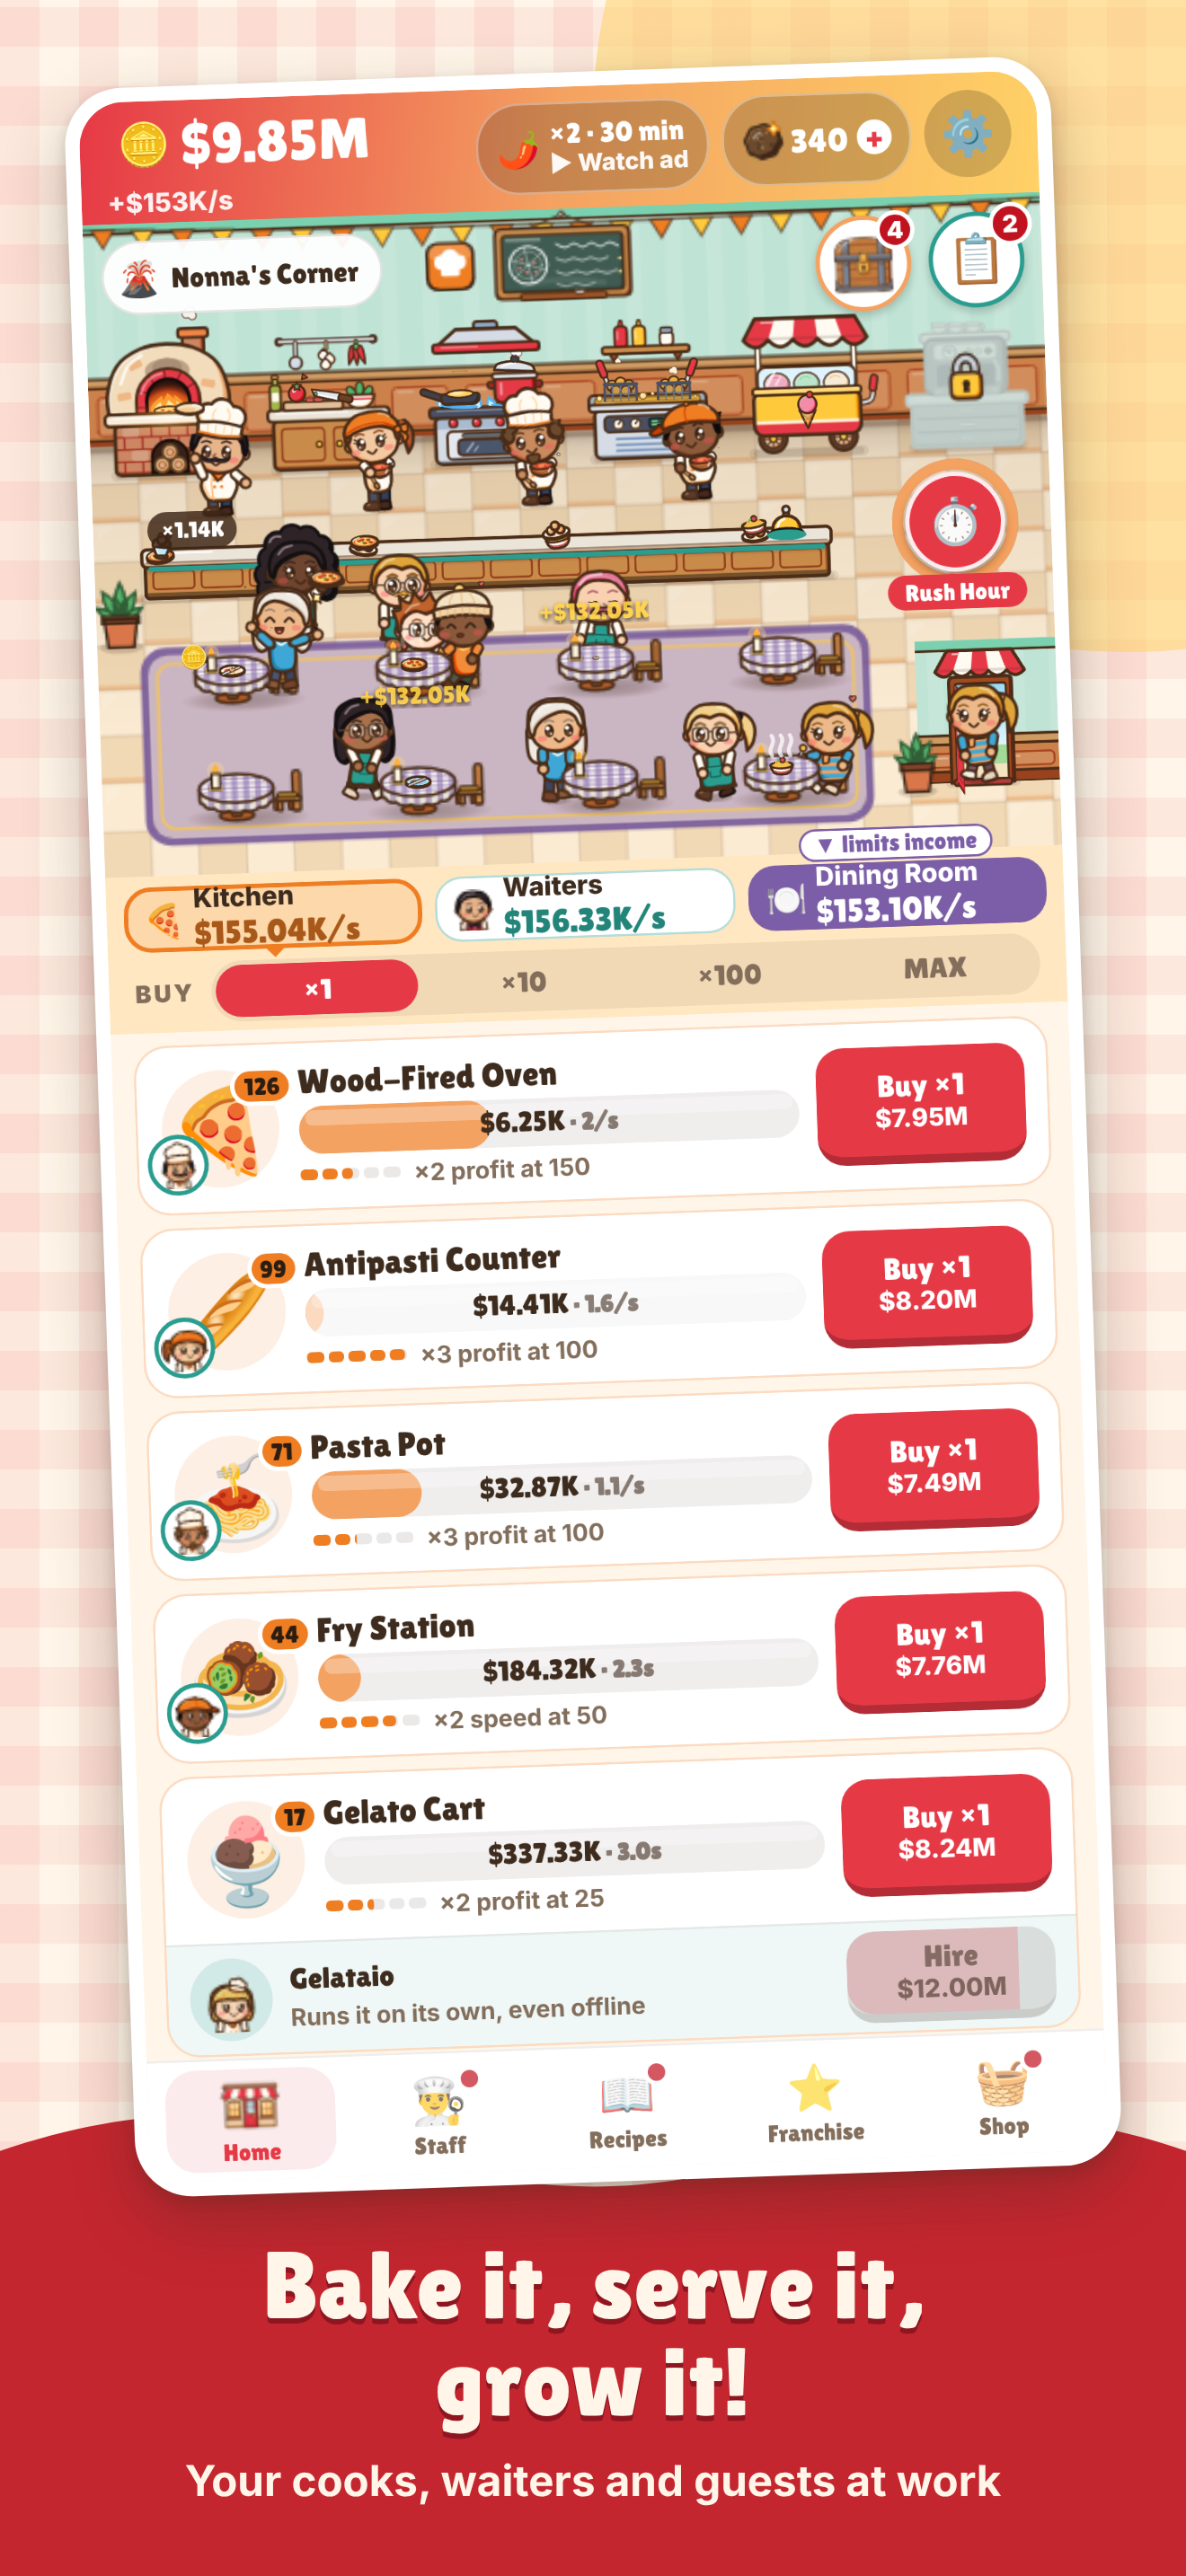 $9.85M
+$153K/s
×2 · 30 min
▶ Watch ad
340 +
4
2
Nonna's Corner
×1.14K
+$132.05K
+$132.05K
Rush Hour
▼ limits income
Kitchen
$155.04K/s
Waiters
$156.33K/s
Dining Room
$153.10K/s
BUY
×1
×10
×100
MAX
126
Wood-Fired Oven
$6.25K · 2/s
×2 profit at 150
Buy ×1
$7.95M
99
Antipasti Counter
$14.41K · 1.6/s
×3 profit at 100
Buy ×1
$8.20M
71
Pasta Pot
$32.87K · 1.1/s
×3 profit at 100
Buy ×1
$7.49M
44
Fry Station
$184.32K · 2.3s
×2 speed at 50
Buy ×1
$7.76M
17
Gelato Cart
$337.33K · 3.0s
×2 profit at 25
Buy ×1
$8.24M
Gelataio
Runs it on its own, even offline
Hire
$12.00M
Home
Staff
Recipes
Franchise
Shop
Bake it, serve it,
grow it!
Your cooks, waiters and guests at work